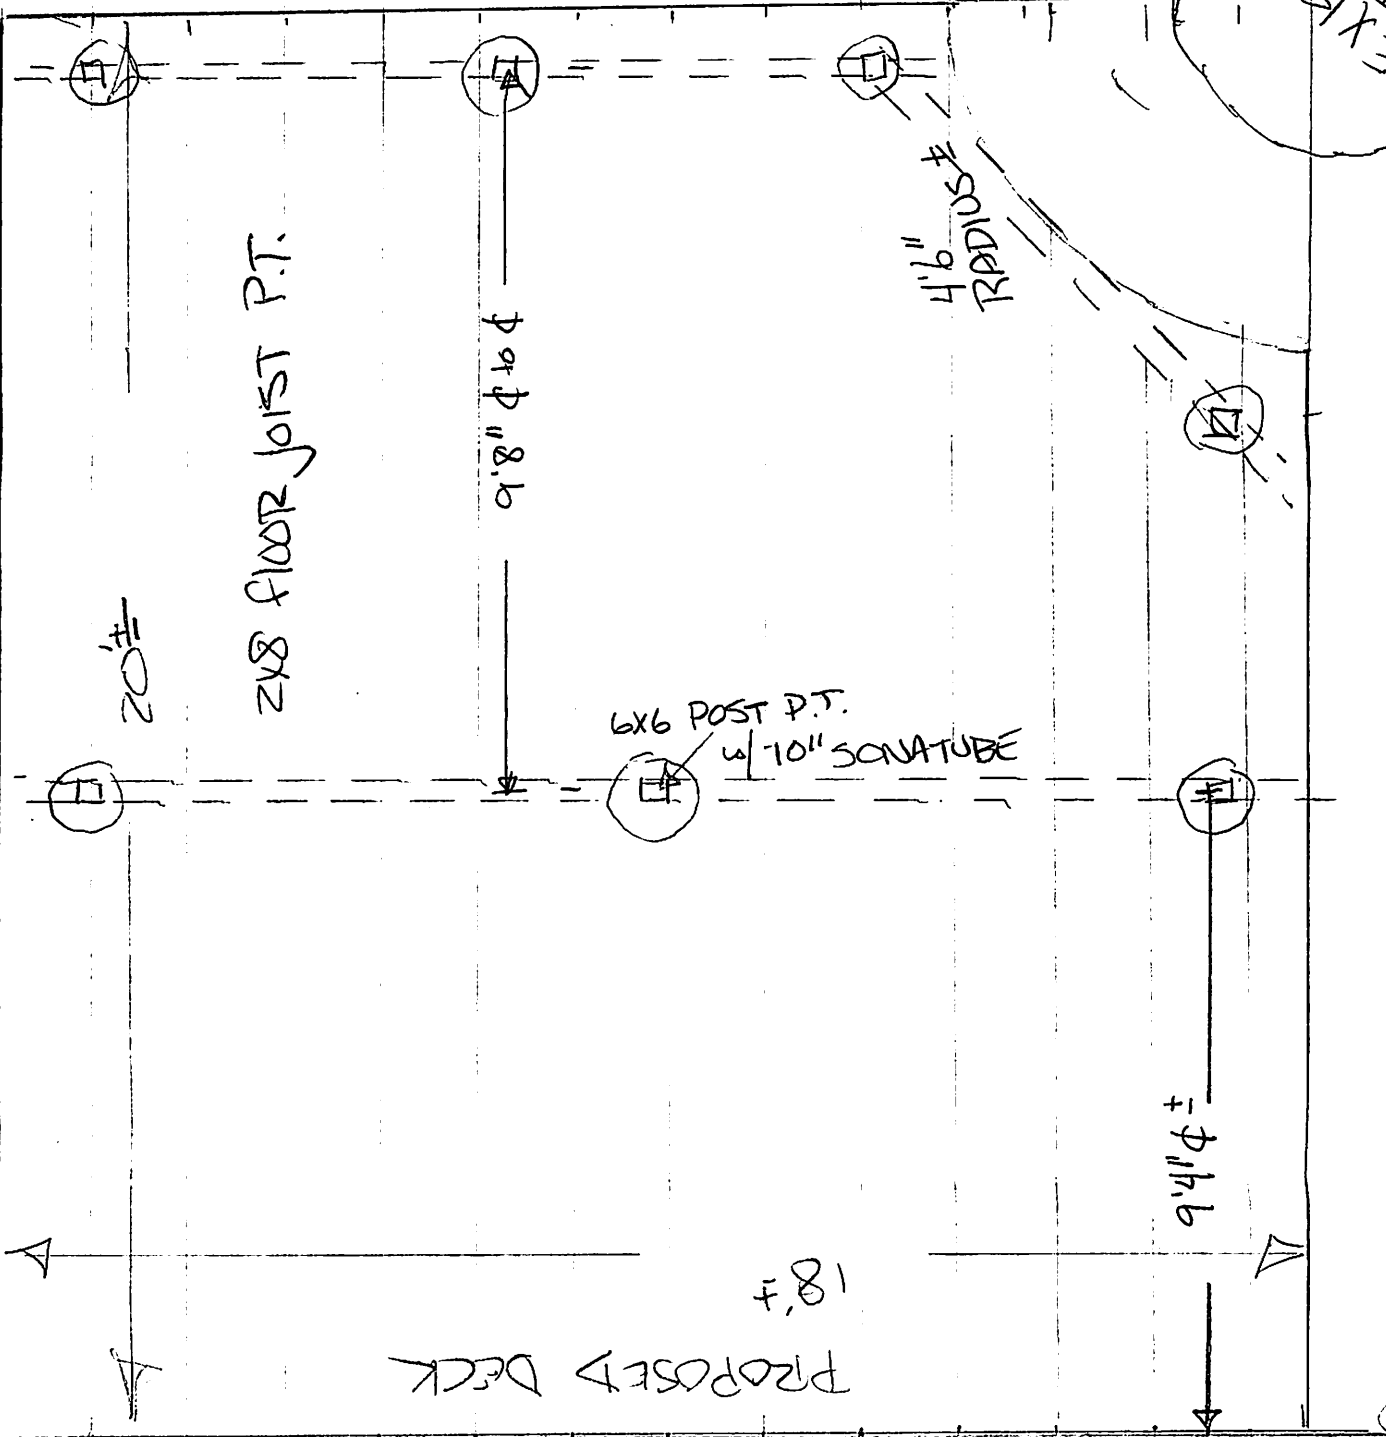 4'6"
RADIUS ±
2X8 flOOR JOIST P.T.
9'8" ℄ to ℄
20'±
6X6 POST P.T.
w/ 10" SONATUBE
9'4" ℄ ±
18'±
PROPOSED DECK